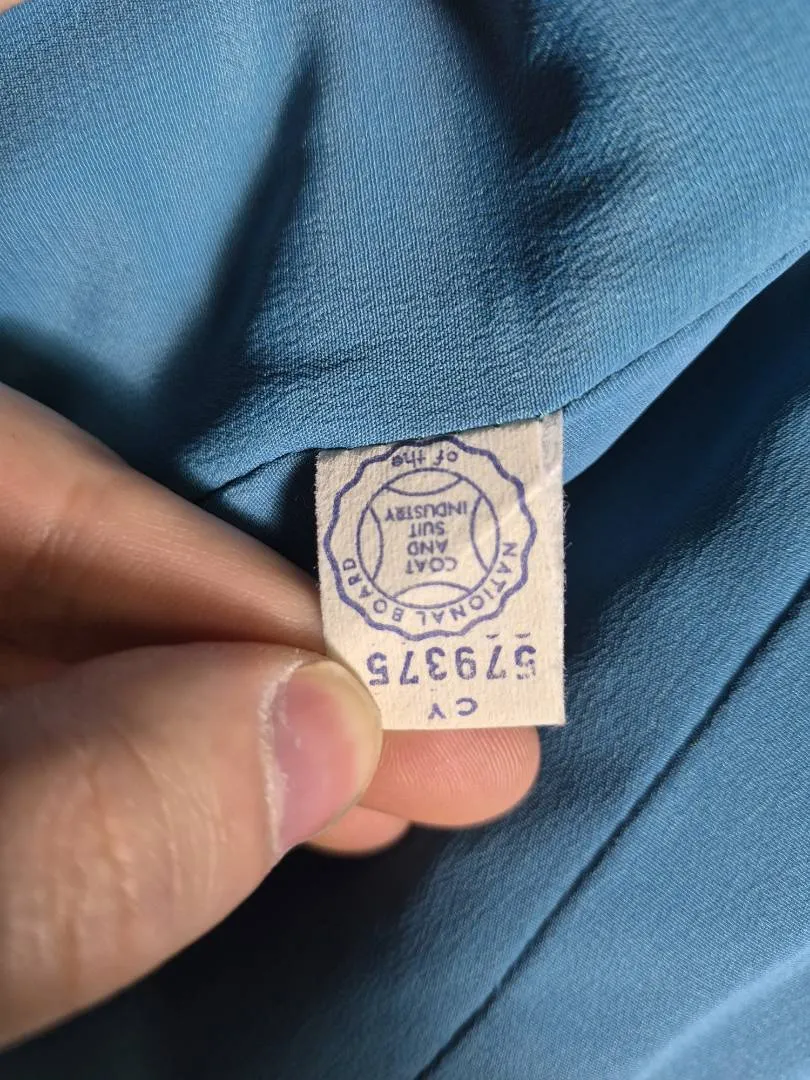 CY
579375
NATIONAL BOARD
of the
COAT
AND
SUIT
INDUSTRY